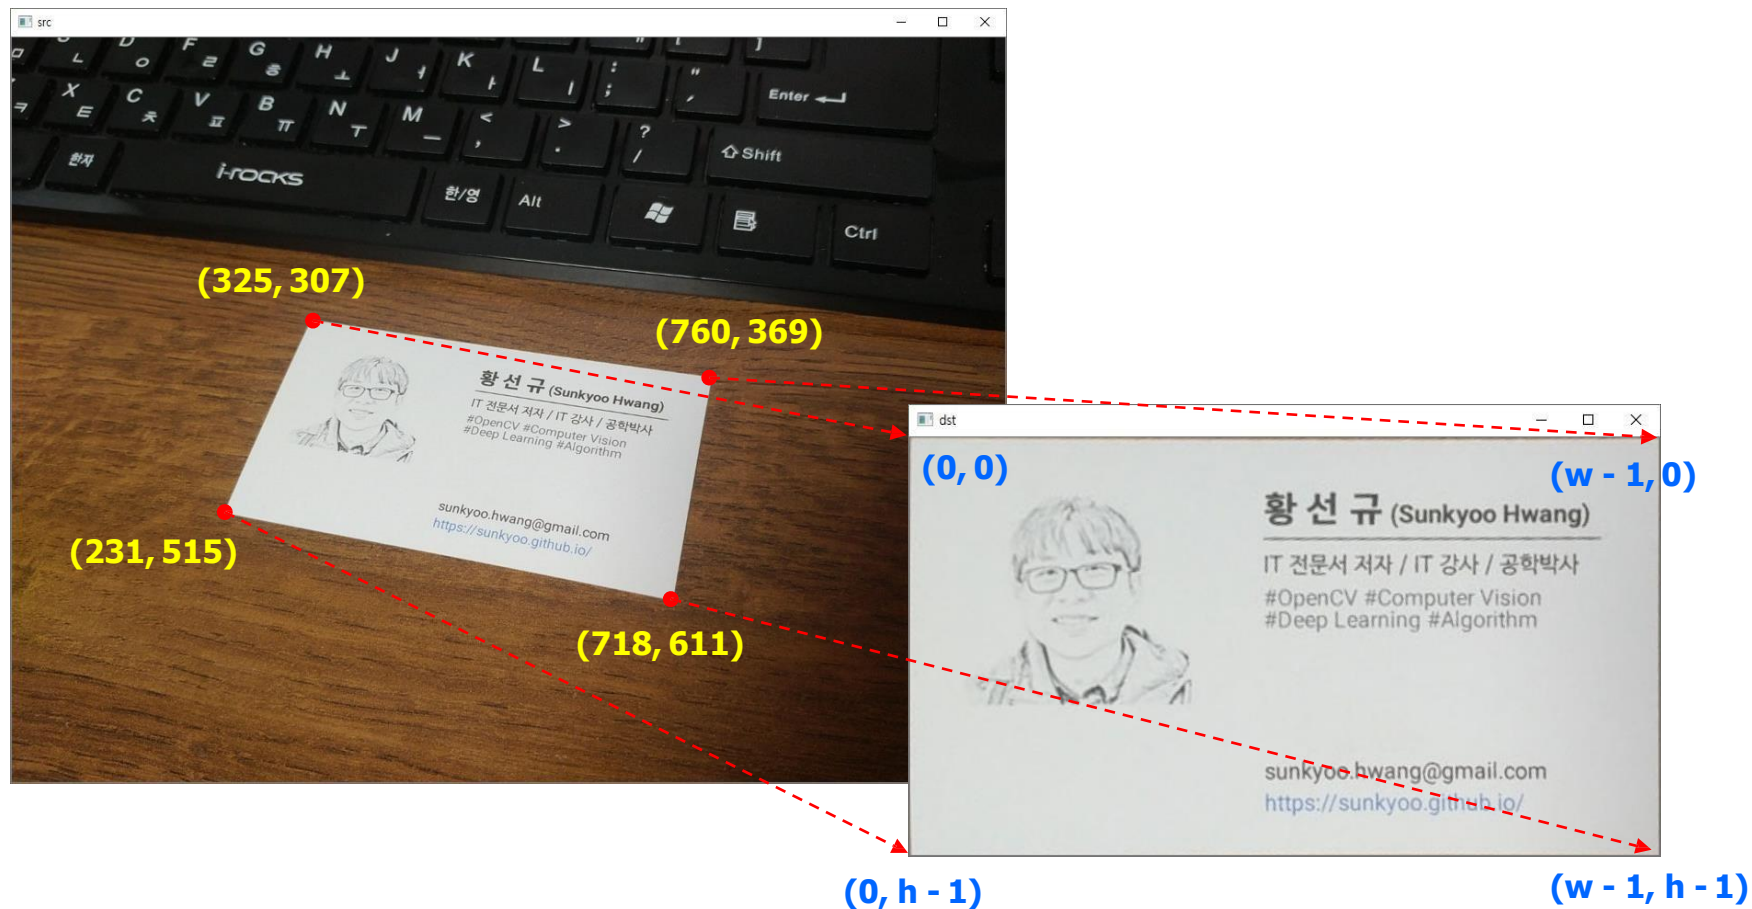 src
D F G H J K L : "
ㄴ ㅇ ㄹ ㅎ ㅗ ㅓ ㅏ ㅣ ; ,
Enter
X C V B N M < > ? /
ㅋ ㅌ ㅊ ㅍ ㅠ ㅜ ㅡ , .
Shift
한자
i-rocks
한/영
Alt
Ctrl
(325, 307)
(760, 369)
황 선 규 (Sunkyoo Hwang)
IT 전문서 저자 / IT 강사 / 공학박사
#OpenCV #Computer Vision
#Deep Learning #Algorithm
sunkyoo.hwang@gmail.com
https://sunkyoo.github.io/
(231, 515)
(718, 611)
dst
(0, 0)
(w - 1, 0)
황 선 규 (Sunkyoo Hwang)
IT 전문서 저자 / IT 강사 / 공학박사
#OpenCV #Computer Vision
#Deep Learning #Algorithm
sunkyoo.hwang@gmail.com
https://sunkyoo.github.io/
(0, h - 1)
(w - 1, h - 1)